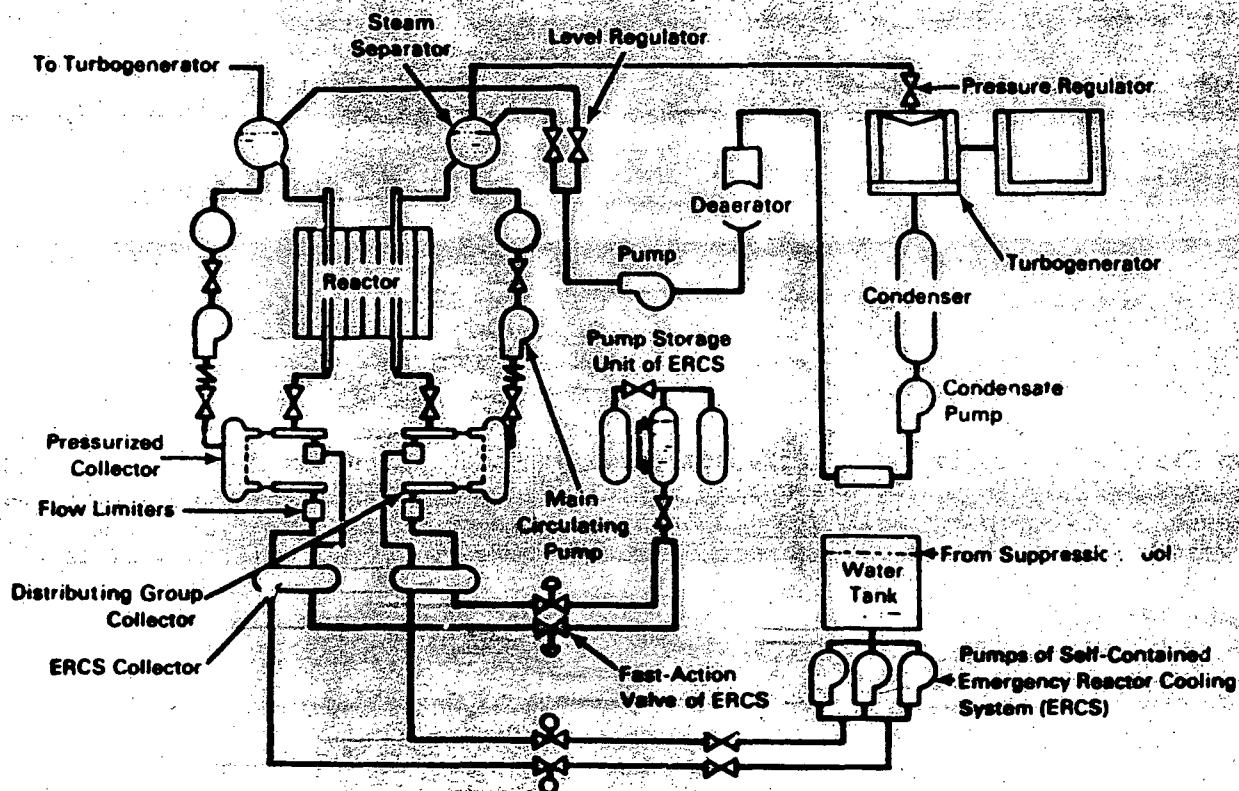 Steam
Separator
Level Regulator
To Turbogenerator
Pressure Regulator
Deaerator
Pump
Reactor
Turbogenerator
Condenser
Pump Storage
Unit of ERCS
Condensate
Pump
Pressurized
Collector
Flow Limiters
Main
Circulating
Pump
From Suppressic
Water
Tank
Distributing Group
Collector
ERCS Collector
Fast-Action
Valve of ERCS
Pumps of Self-Contained
Emergency Reactor Cooling
System (ERCS)